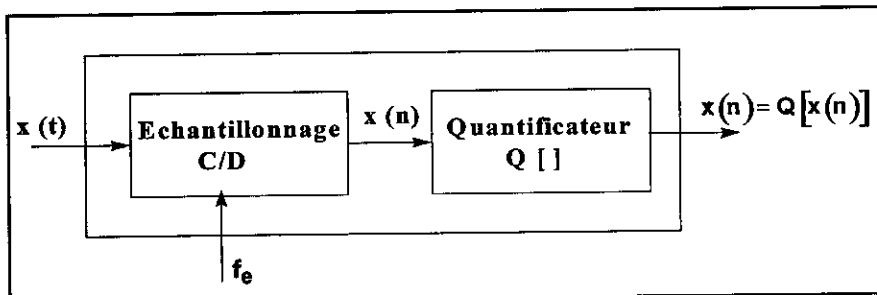 x (t)
Echantillonnage
C/D
x (n)
Quantificateur
Q [ ]
x(n)= Q[x(n)]
fe